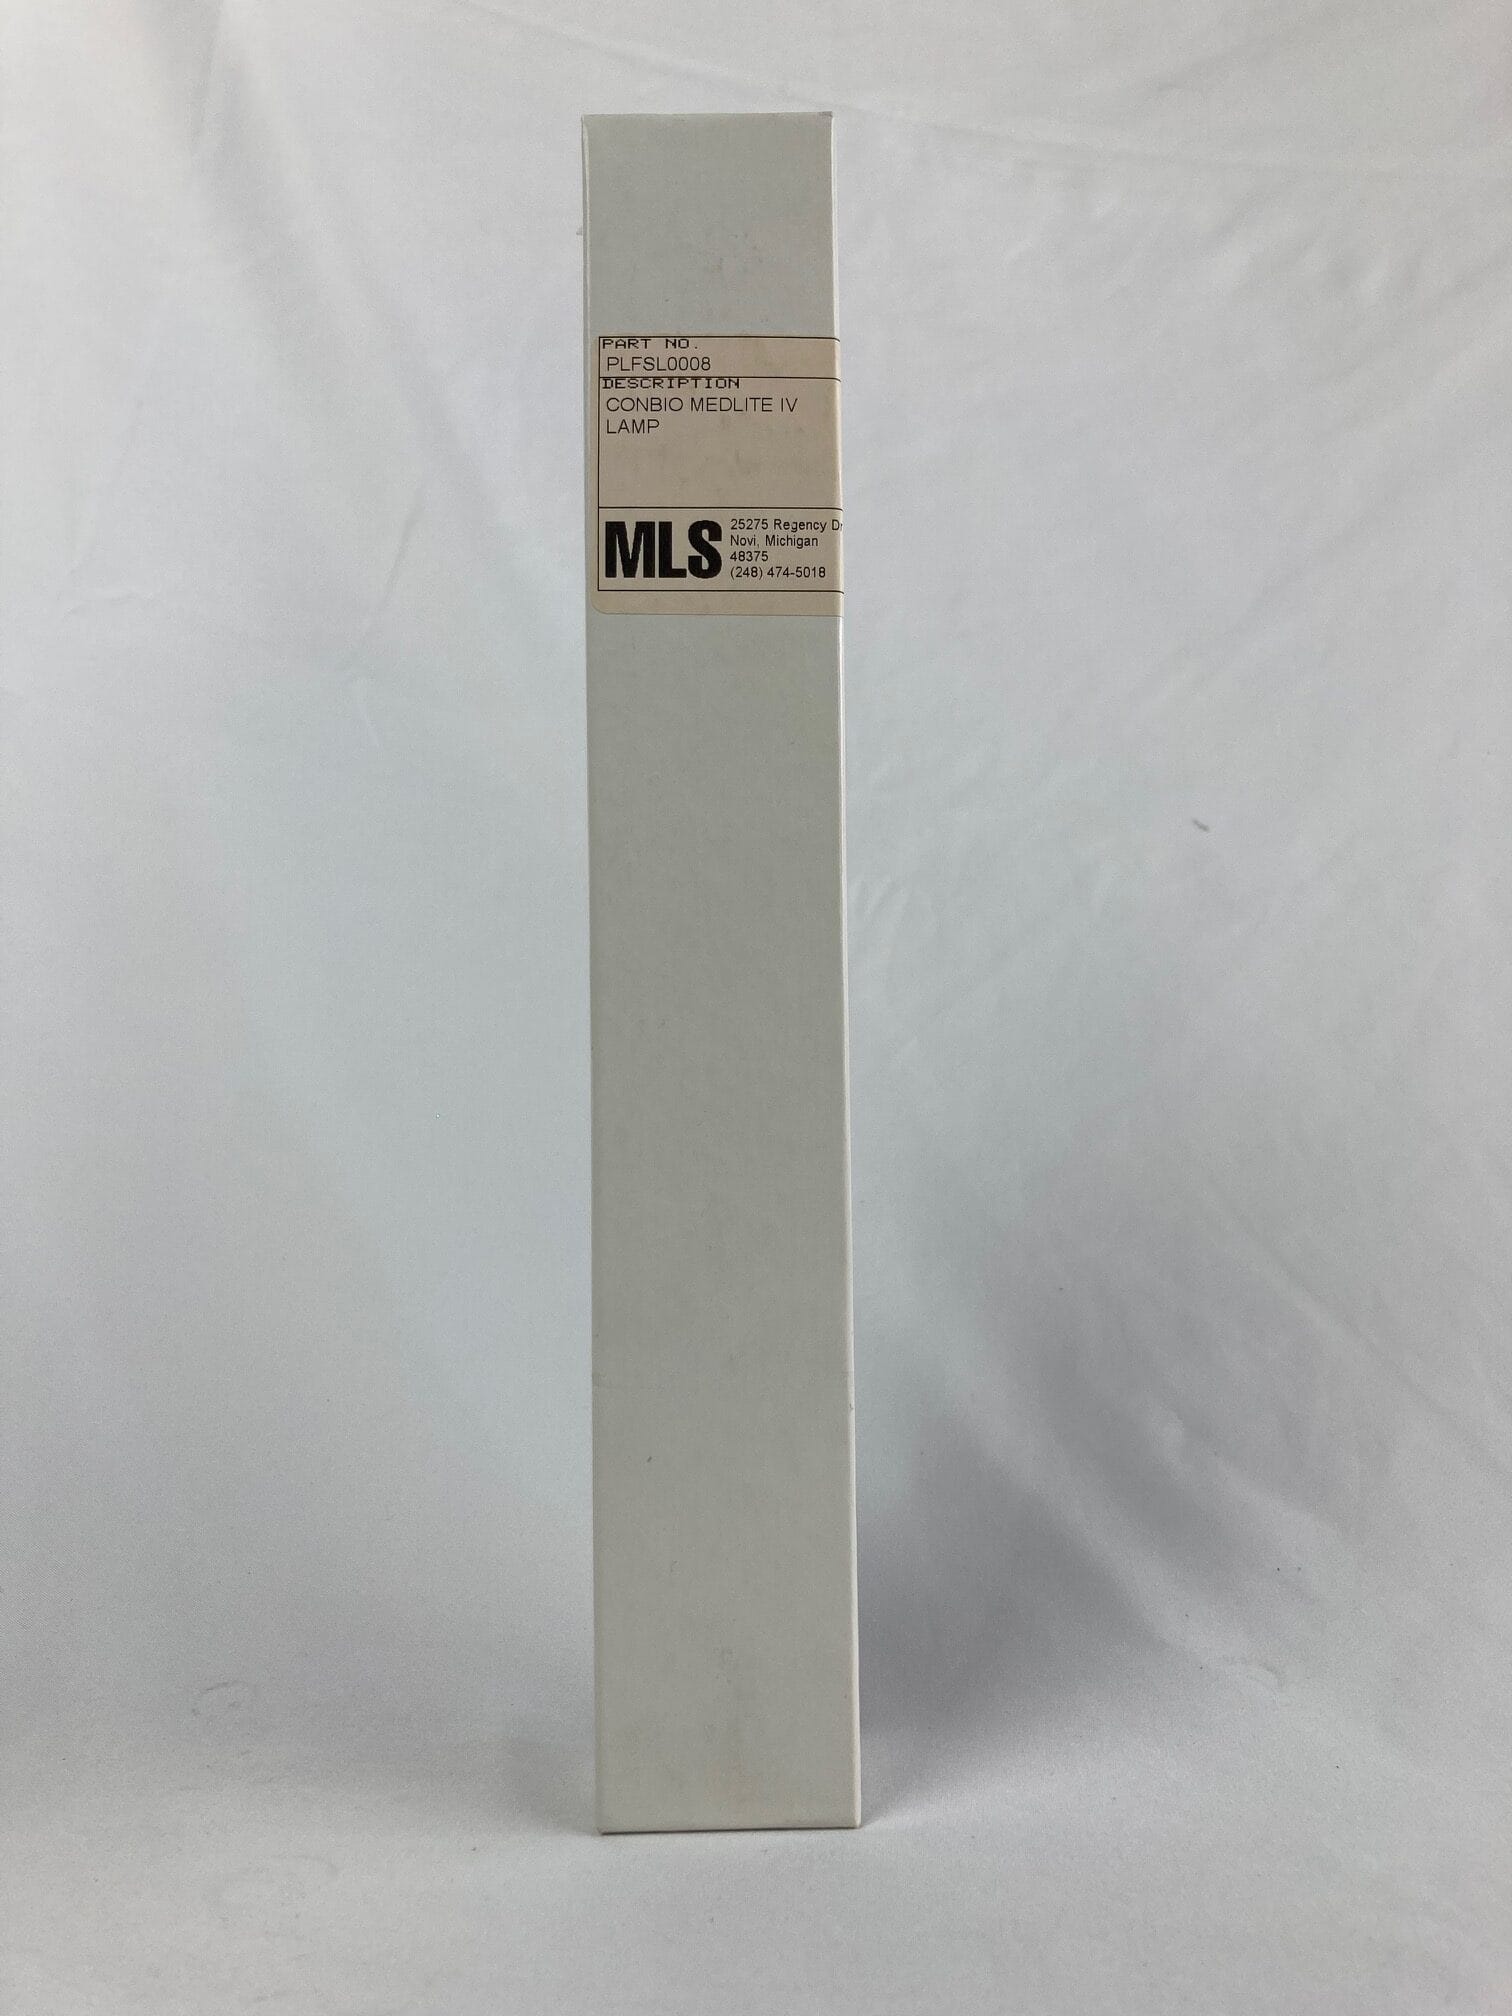 PART NO.
PLFSL0008
DESCRIPTION
CONBIO MEDLITE IV
LAMP
MLS
25275 Regency Dr
Novi, Michigan
48375
(248) 474-5018